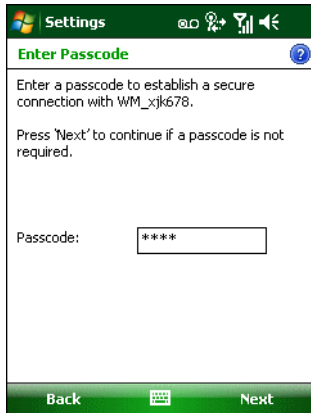 Settings
Enter Passcode
Enter a passcode to establish a secure
connection with WM_xjk678.
Press 'Next' to continue if a passcode is not
required.
Passcode: ****
Back Next